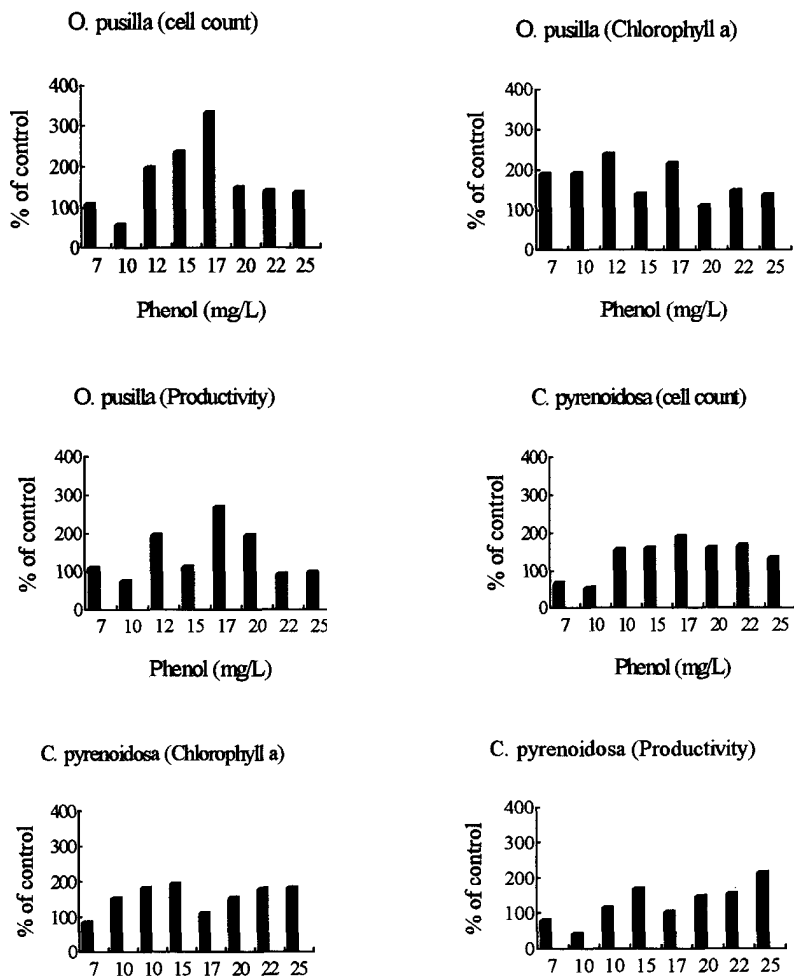 O. pusilla (cell count)
% of control
400
300
200
100
0
7 10 12 15 17 20 22 25
Phenol (mg/L)
O. pusilla (Chlorophyll a)
% of control
400
300
200
100
0
7 10 12 15 17 20 22 25
Phenol (mg/L)
O. pusilla (Productivity)
% of control
400
300
200
100
0
7 10 12 15 17 20 22 25
Phenol (mg/L)
C. pyrenoidosa (cell count)
% of control
400
300
200
100
0
7 10 10 15 17 20 22 25
Phenol (mg/L)
C. pyrenoidosa (Chlorophyll a)
% of control
400
300
200
100
0
7 10 10 15 17 20 22 25
C. pyrenoidosa (Productivity)
% of control
400
300
200
100
0
7 10 10 15 17 20 22 25